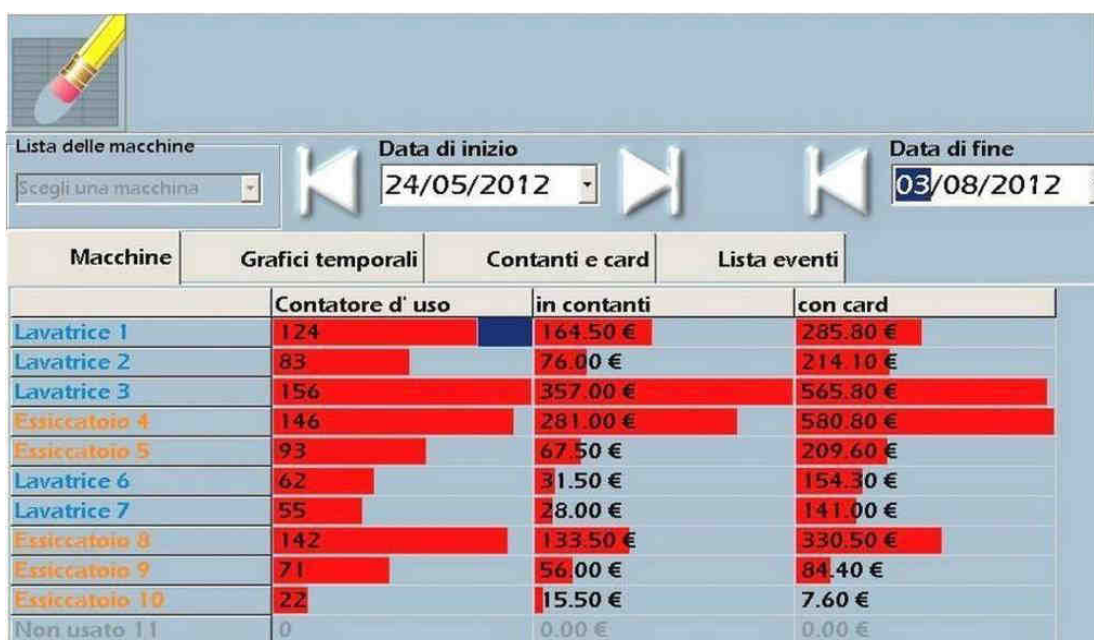 Lista delle macchine
Data di inizio
Data di fine
Scegli una macchina
24/05/2012
03/08/2012
Macchine Grafici temporali Contanti e card Lista eventi
Contatore d' uso in contanti con card
Lavatrice 1 124 164.50 € 285.80 €
Lavatrice 2 83 76.00 € 214.10 €
Lavatrice 3 156 357.00 € 565.80 €
Essiccatoio 4 146 281.00 € 580.80 €
Essiccatoio 5 93 67.50 € 209.60 €
Lavatrice 6 62 31.50 € 154.30 €
Lavatrice 7 55 28.00 € 141.00 €
Essiccatoio 8 142 133.50 € 330.50 €
Essiccatoio 9 71 56.00 € 84.40 €
Essiccatoio 10 22 15.50 € 7.60 €
Non usato 11 0 0.00 € 0.00 €